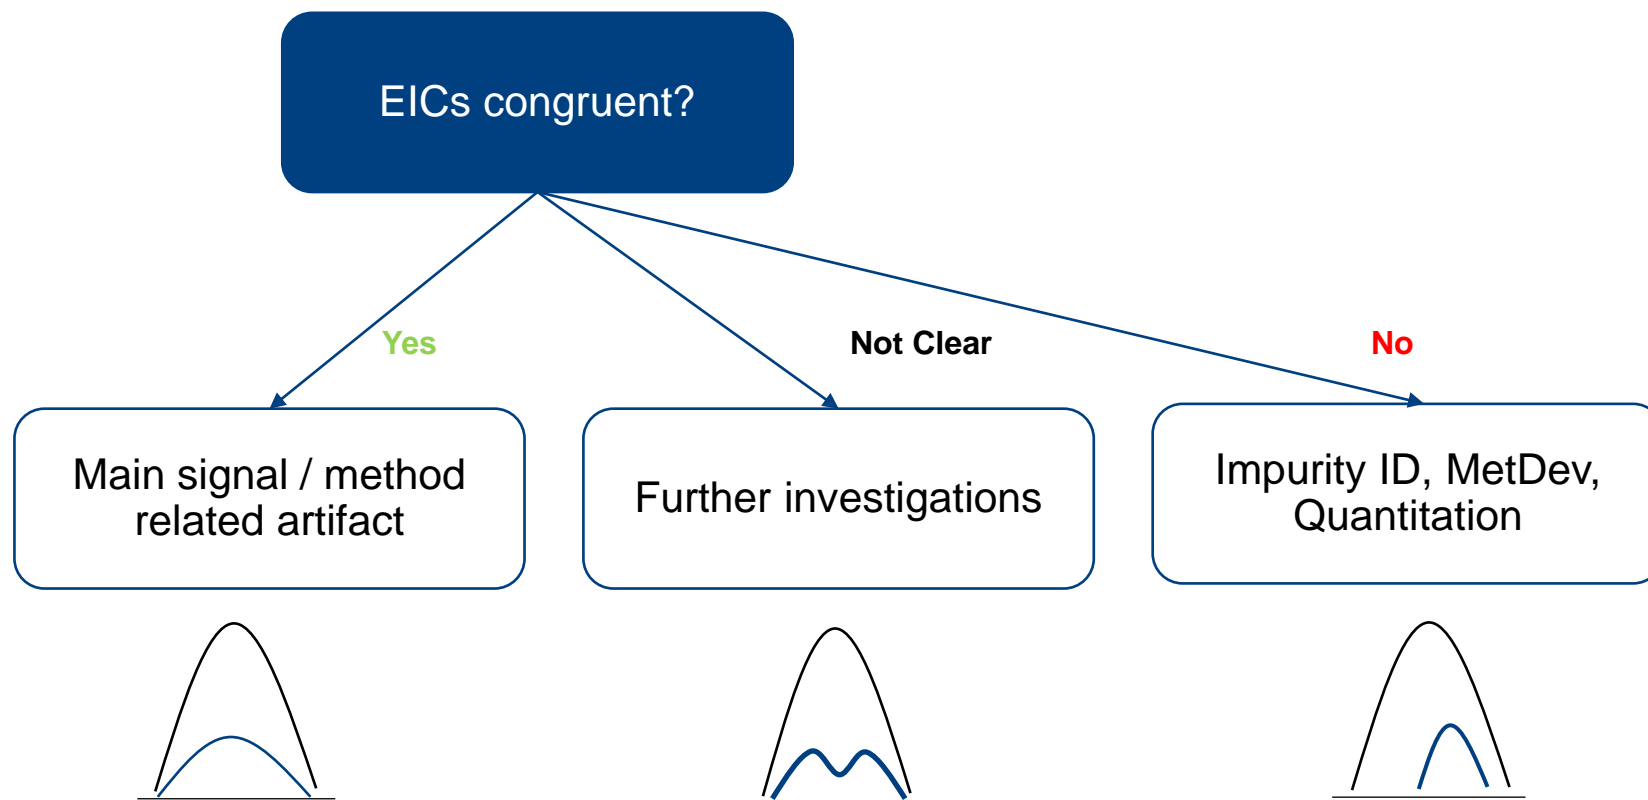 EICs congruent?
Yes
Not Clear
No
Main signal / method
related artifact
Further investigations
Impurity ID, MetDev,
Quantitation